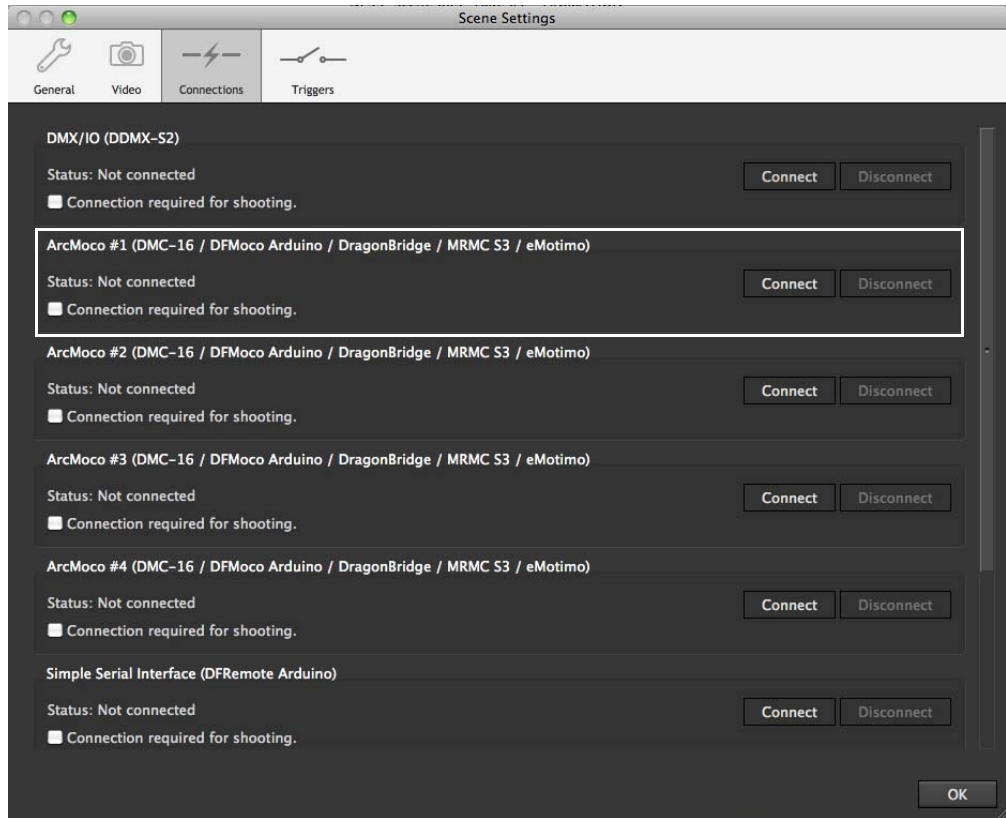 Scene Settings
General Video Connections Triggers
DMX/IO (DDMX-S2)
Status: Not connected Connect Disconnect
Connection required for shooting.
ArcMoco #1 (DMC-16 / DFMoco Arduino / DragonBridge / MRMC S3 / eMotimo)
Status: Not connected Connect Disconnect
Connection required for shooting.
ArcMoco #2 (DMC-16 / DFMoco Arduino / DragonBridge / MRMC S3 / eMotimo)
Status: Not connected Connect Disconnect
Connection required for shooting.
ArcMoco #3 (DMC-16 / DFMoco Arduino / DragonBridge / MRMC S3 / eMotimo)
Status: Not connected Connect Disconnect
Connection required for shooting.
ArcMoco #4 (DMC-16 / DFMoco Arduino / DragonBridge / MRMC S3 / eMotimo)
Status: Not connected Connect Disconnect
Connection required for shooting.
Simple Serial Interface (DFRemote Arduino)
Status: Not connected Connect Disconnect
Connection required for shooting.
OK